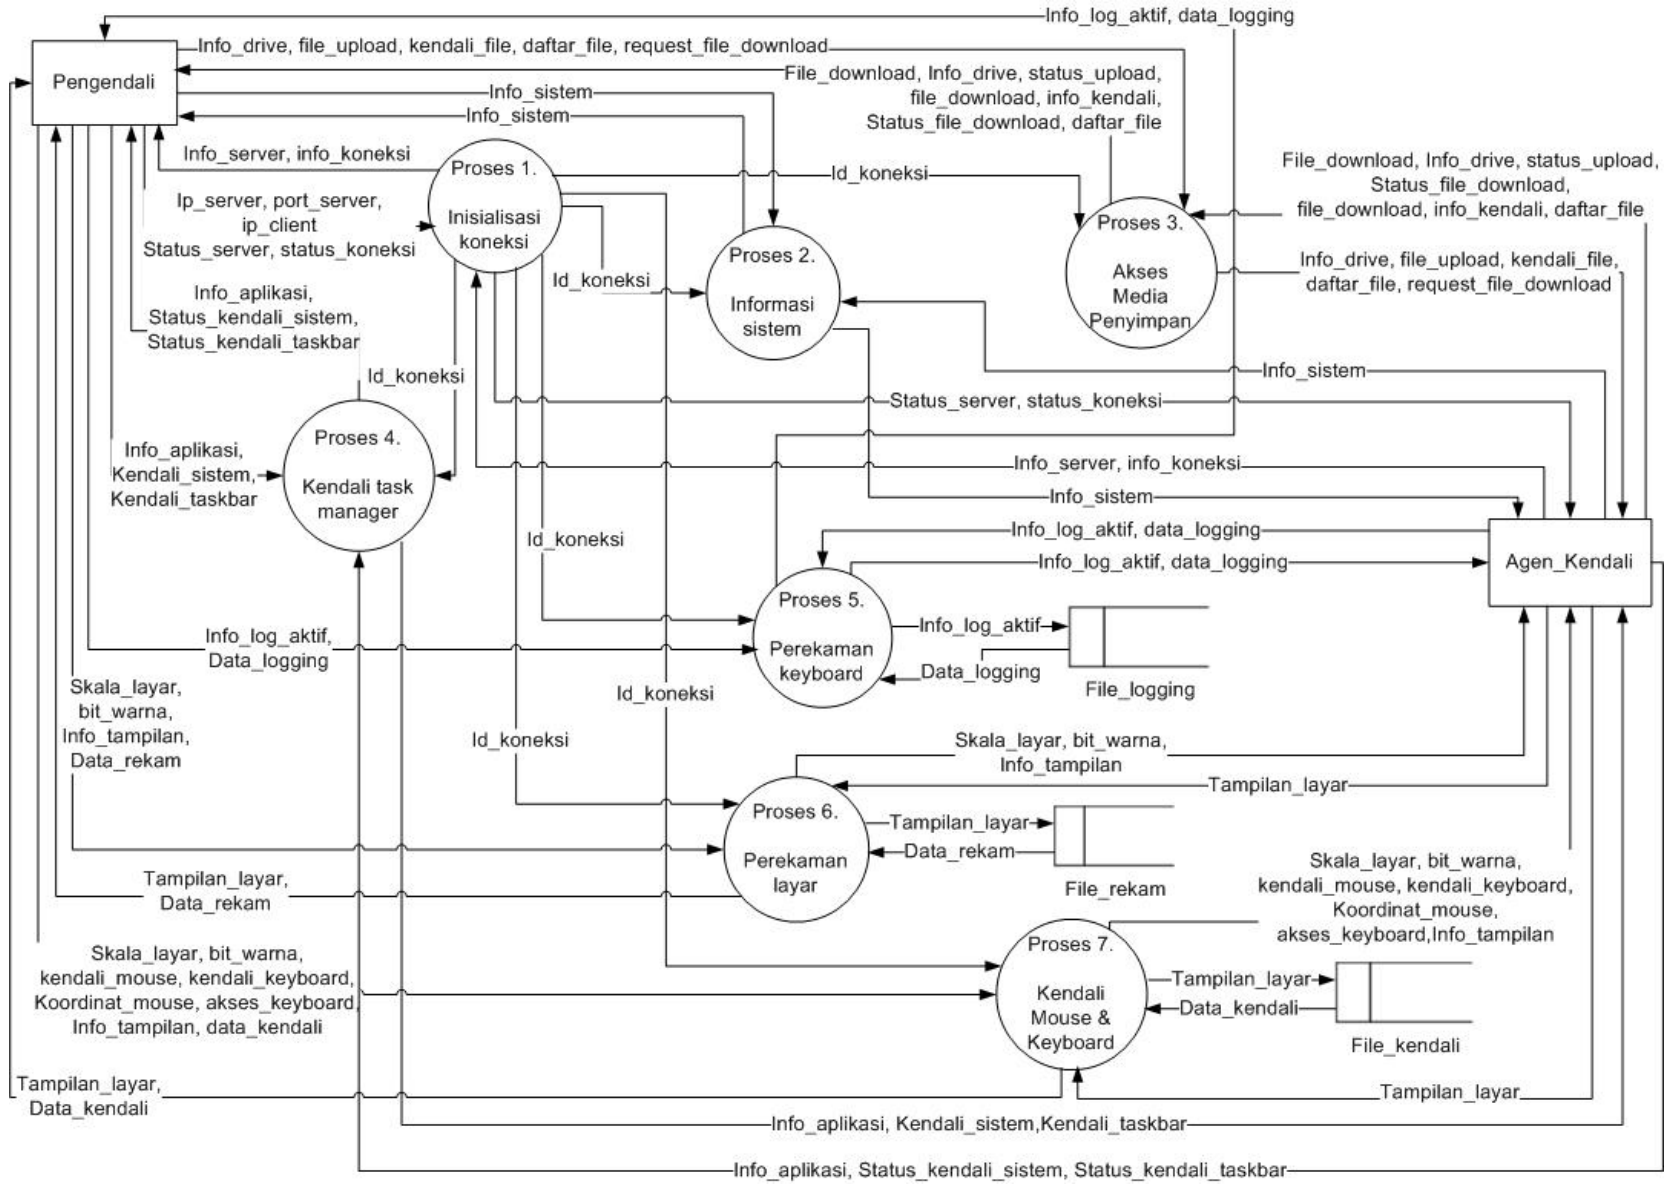 Info_log_aktif, data_logging
Info_drive, file_upload, kendali_file, daftar_file, request_file_download
Pengendali
File_download, Info_drive, status_upload,
file_download, info_kendali,
Status_file_download, daftar_file
Info_sistem
Info_sistem
Info_server, info_koneksi
Proses 1.
Inisialisasi
koneksi
Id_koneksi
File_download, Info_drive, status_upload,
Status_file_download,
file_download, info_kendali, daftar_file
Ip_server, port_server,
ip_client
Status_server, status_koneksi
Proses 3.
Akses
Media
Penyimpan
Proses 2.
Informasi
sistem
Id_koneksi
Info_drive, file_upload, kendali_file,
daftar_file, request_file_download
Info_aplikasi,
Status_kendali_sistem,
Status_kendali_taskbar
Id_koneksi
Info_sistem
Status_server, status_koneksi
Proses 4.
Kendali task
manager
Info_aplikasi,
Kendali_sistem,
Kendali_taskbar
Info_server, info_koneksi
Info_sistem
Info_log_aktif, data_logging
Id_koneksi
Info_log_aktif, data_logging
Agen_Kendali
Proses 5.
Perekaman
keyboard
Info_log_aktif
Data_logging
File_logging
Info_log_aktif,
Data_logging
Skala_layar,
bit_warna,
Info_tampilan,
Data_rekam
Id_koneksi
Id_koneksi
Skala_layar, bit_warna,
Info_tampilan
Tampilan_layar
Proses 6.
Perekaman
layar
Tampilan_layar
Data_rekam
File_rekam
Tampilan_layar,
Data_rekam
Skala_layar, bit_warna,
kendali_mouse, kendali_keyboard,
Koordinat_mouse,
akses_keyboard,Info_tampilan
Skala_layar, bit_warna,
kendali_mouse, kendali_keyboard,
Koordinat_mouse, akses_keyboard,
Info_tampilan, data_kendali
Proses 7.
Kendali
Mouse &
Keyboard
Tampilan_layar
Data_kendali
File_kendali
Tampilan_layar,
Data_kendali
Tampilan_layar
Info_aplikasi, Kendali_sistem,Kendali_taskbar
Info_aplikasi, Status_kendali_sistem, Status_kendali_taskbar